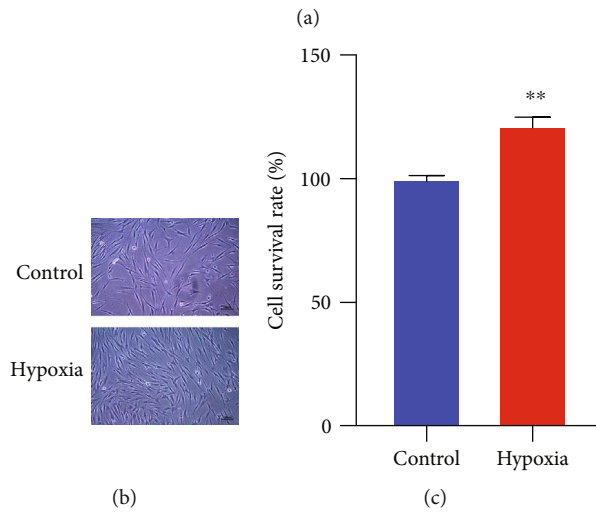 (a)
Control
Hypoxia
(b)
Cell survival rate (%)
150
100
50
0
**
Control
Hypoxia
(c)